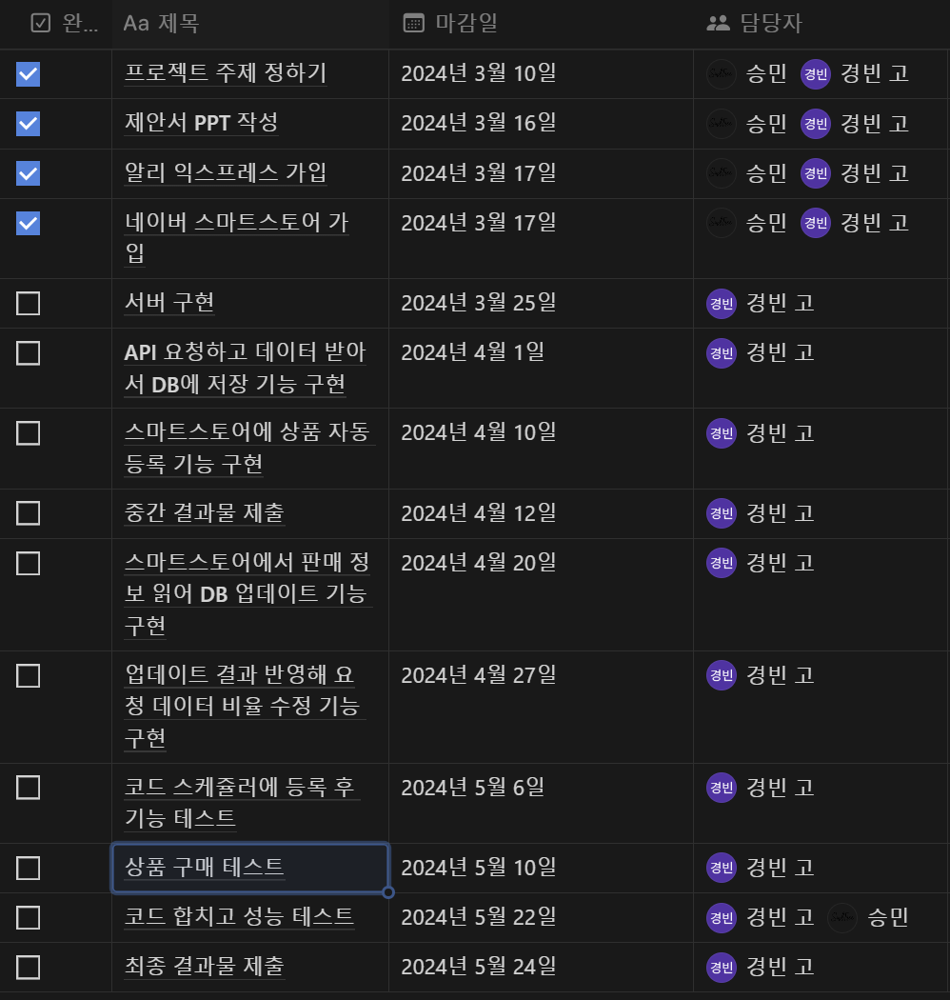 완... Aa 제목 마감일 담당자
프로젝트 주제 정하기 2024년 3월 10일 승민 경빈 경빈 고
제안서 PPT 작성 2024년 3월 16일 승민 경빈 경빈 고
알리 익스프레스 가입 2024년 3월 17일 승민 경빈 경빈 고
네이버 스마트스토어 가 2024년 3월 17일 승민 경빈 경빈 고
입
서버 구현 2024년 3월 25일 경빈 경빈 고
API 요청하고 데이터 받아 2024년 4월 1일 경빈 경빈 고
서 DB에 저장 기능 구현
스마트스토어에 상품 자동 2024년 4월 10일 경빈 경빈 고
등록 기능 구현
중간 결과물 제출 2024년 4월 12일 경빈 경빈 고
스마트스토어에서 판매 정 2024년 4월 20일 경빈 경빈 고
보 읽어 DB 업데이트 기능
구현
업데이트 결과 반영해 요 2024년 4월 27일 경빈 경빈 고
청 데이터 비율 수정 기능
구현
코드 스케쥴러에 등록 후 2024년 5월 6일 경빈 경빈 고
기능 테스트
상품 구매 테스트 2024년 5월 10일 경빈 경빈 고
코드 합치고 성능 테스트 2024년 5월 22일 경빈 경빈 고 승민
최종 결과물 제출 2024년 5월 24일 경빈 경빈 고